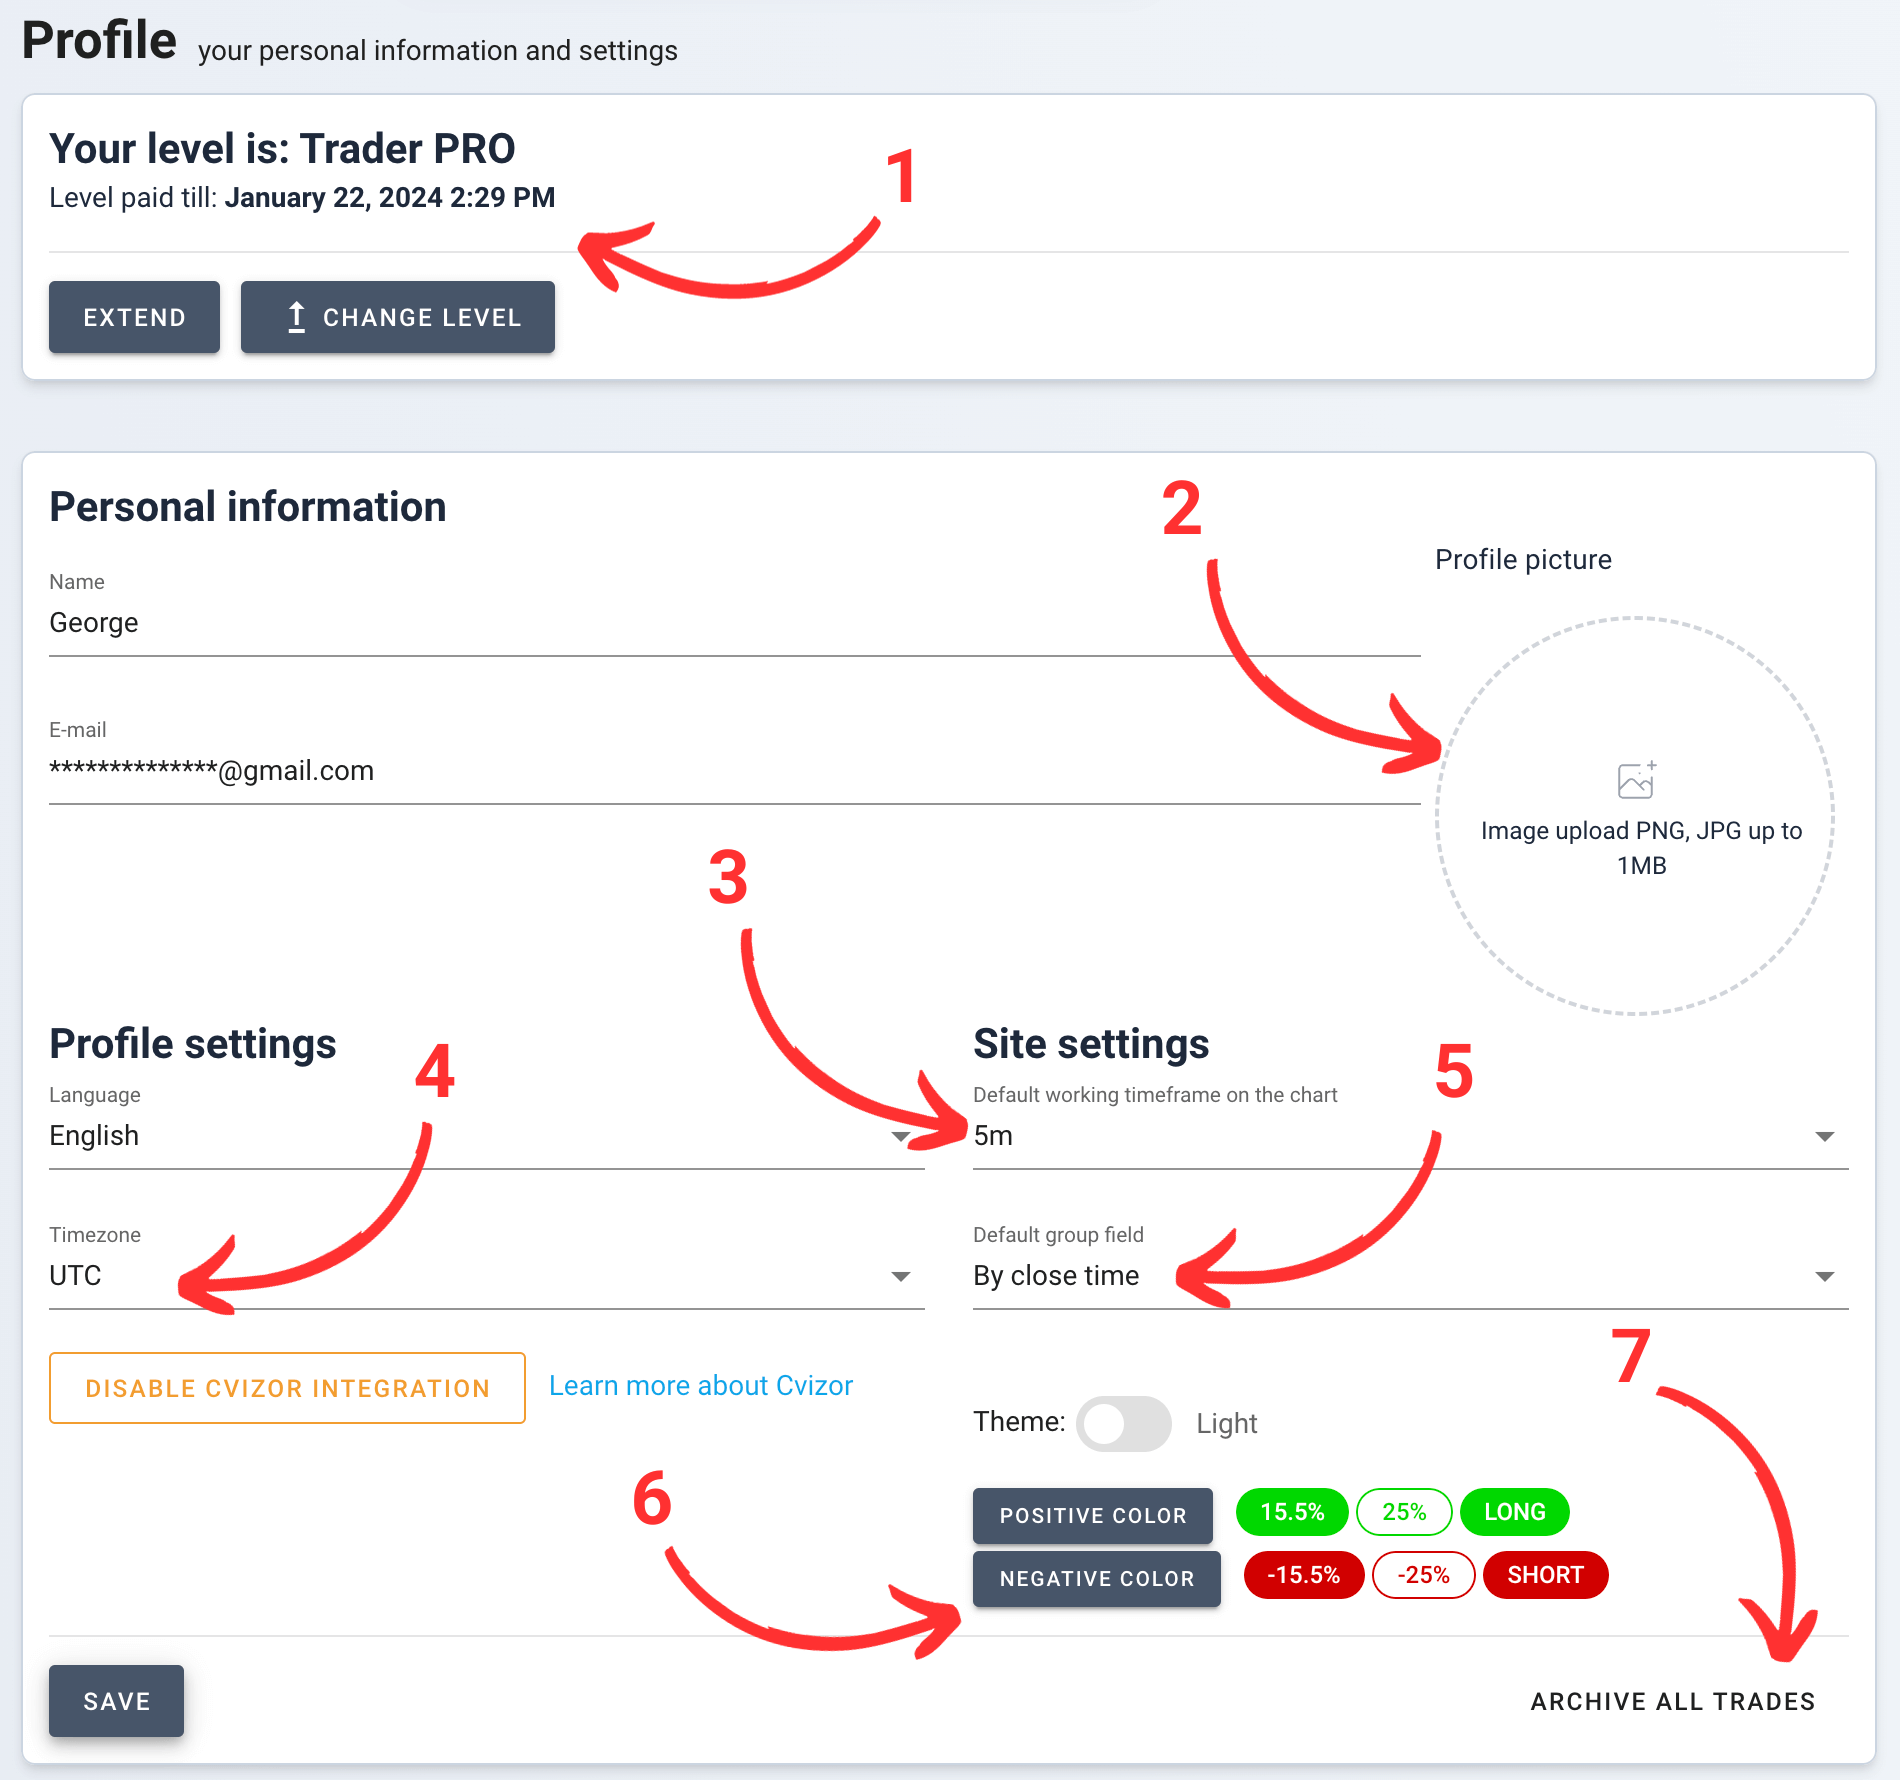 Profile your personal information and settings
Your level is: Trader PRO
Level paid till: January 22, 2024 2:29 PM
1
EXTEND
CHANGE LEVEL
Personal information
2
Profile picture
Name
George
E-mail
**************@gmail.com
Image upload PNG, JPG up to
1MB
3
Profile settings
4
Language
English
Timezone
UTC
DISABLE CVIZOR INTEGRATION
Learn more about Cvizor
Site settings
5
Default working timeframe on the chart
5m
Default group field
By close time
7
Theme:
Light
6
POSITIVE COLOR
15.5%
25%
LONG
NEGATIVE COLOR
-15.5%
-25%
SHORT
SAVE
ARCHIVE ALL TRADES